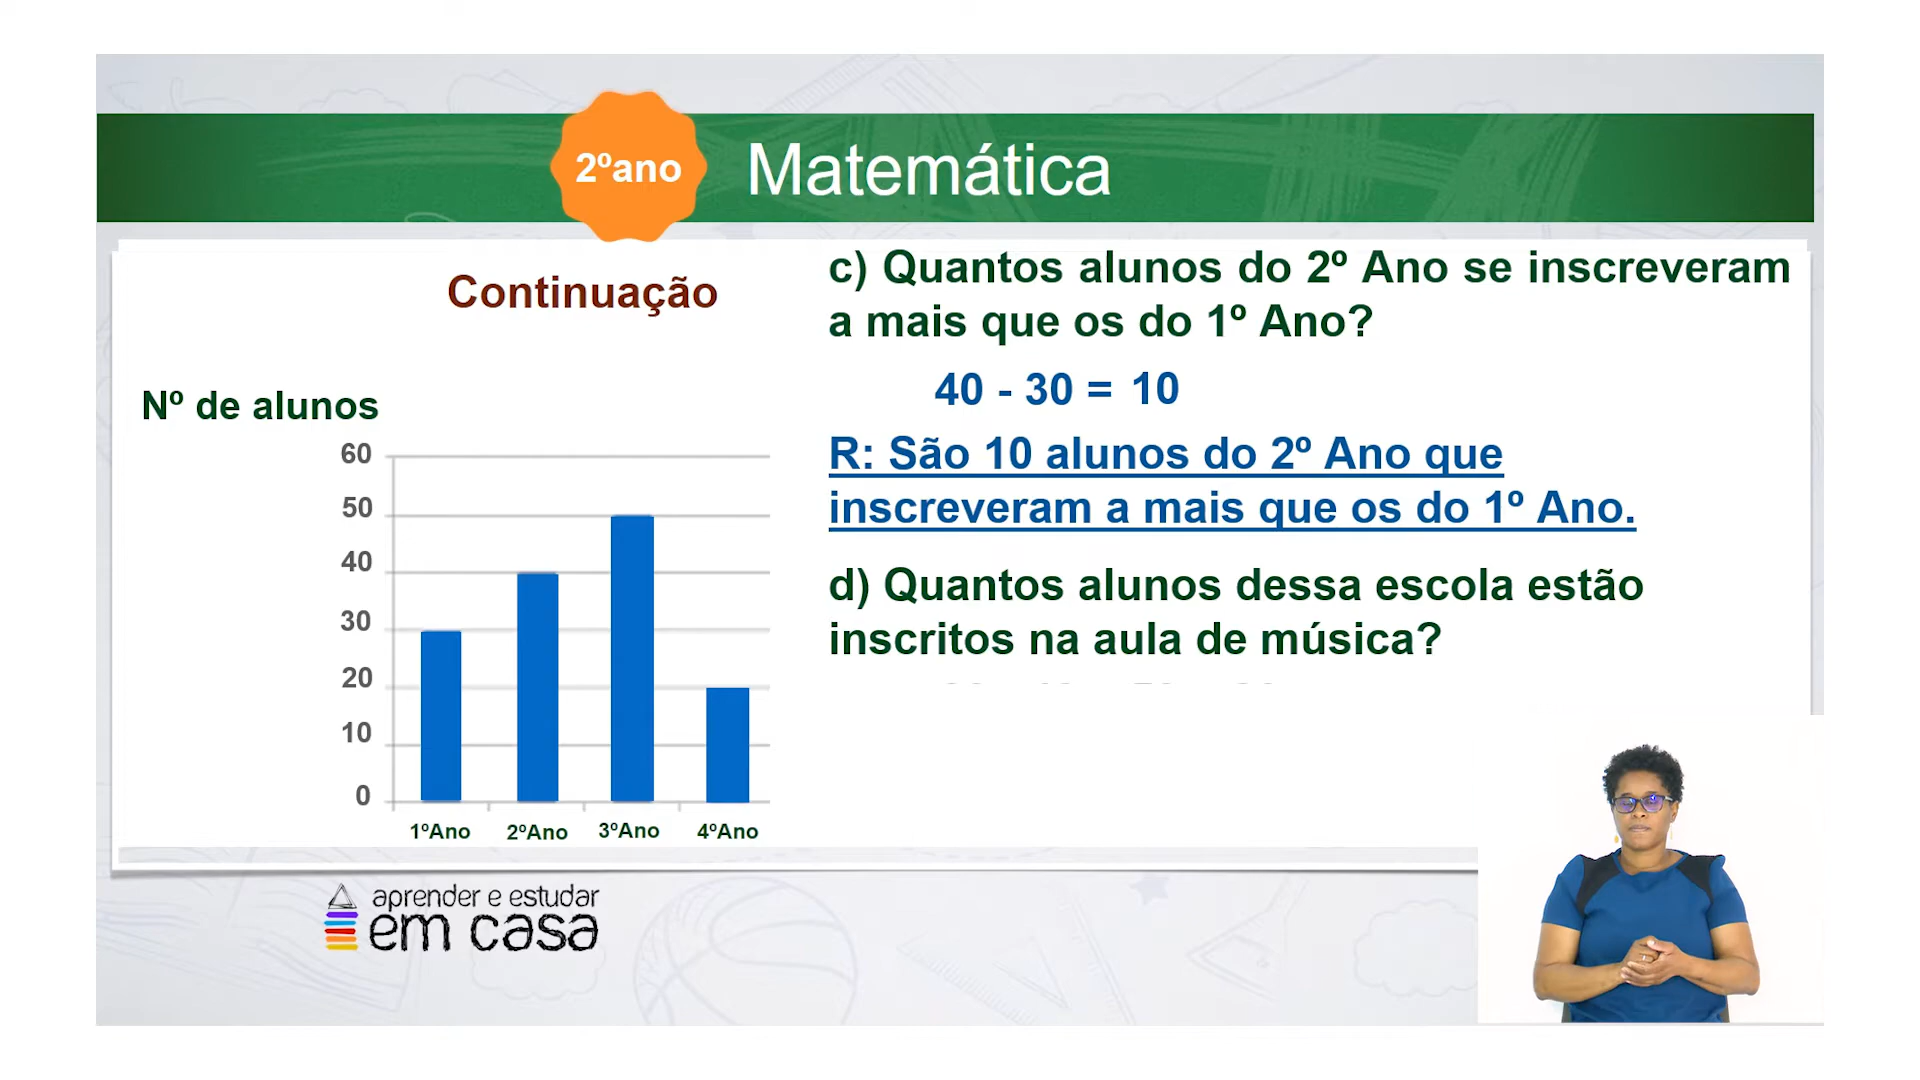 2ºano
Matemática
Continuação
Nº de alunos
60
50
40
30
20
10
0
1ºAno 2ºAno 3ºAno 4ºAno
c) Quantos alunos do 2º Ano se inscreveram
a mais que os do 1º Ano?
40 - 30 = 10
R: São 10 alunos do 2º Ano que
inscreveram a mais que os do 1º Ano.
d) Quantos alunos dessa escola estão
inscritos na aula de música?
aprender e estudar
em casa